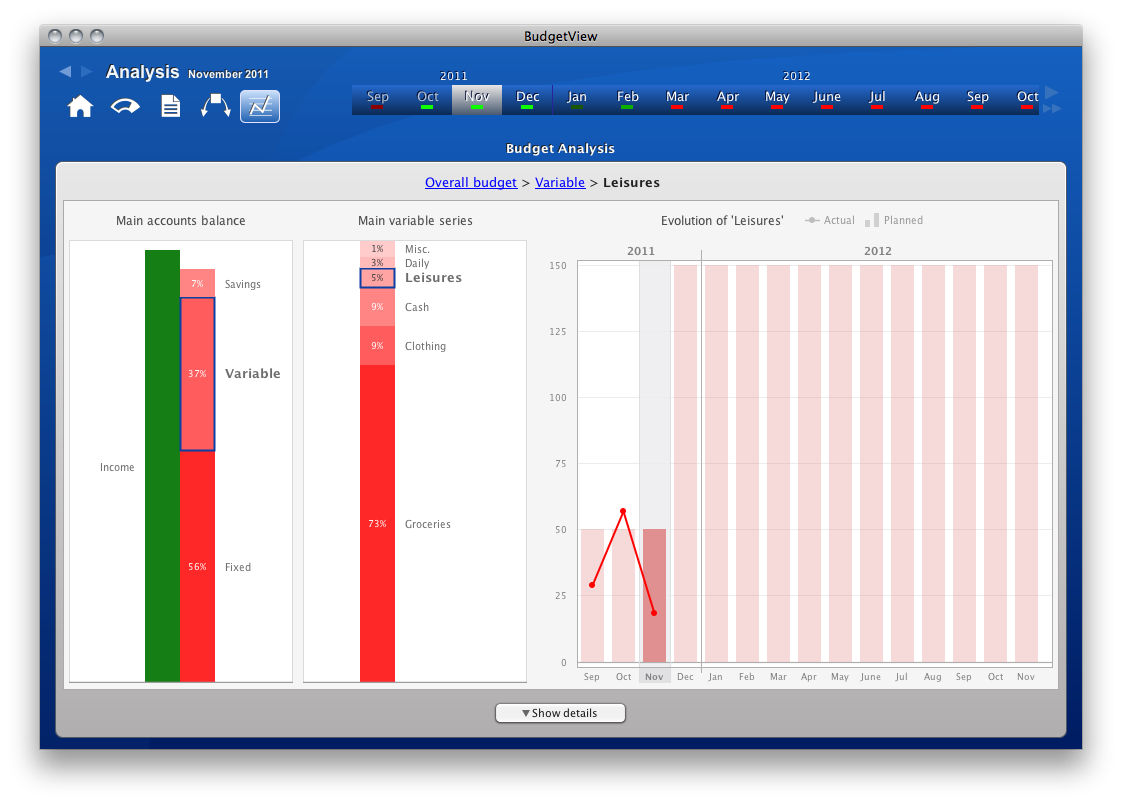 BudgetView
Analysis November 2011
2011 2012
Sep Oct Nov Dec Jan Feb Mar Apr May June Jul Aug Sep Oct
Budget Analysis
Overall budget > Variable > Leisures
Main accounts balance
Income
7% Savings
37% Variable
56% Fixed
Main variable series
1% Misc.
3% Daily
5% Leisures
9% Cash
9% Clothing
73% Groceries
Evolution of 'Leisures' Actual Planned
2011 2012
150
125
100
75
50
25
0
Sep Oct Nov Dec Jan Feb Mar Apr May June Jul Aug Sep Oct Nov
Show details